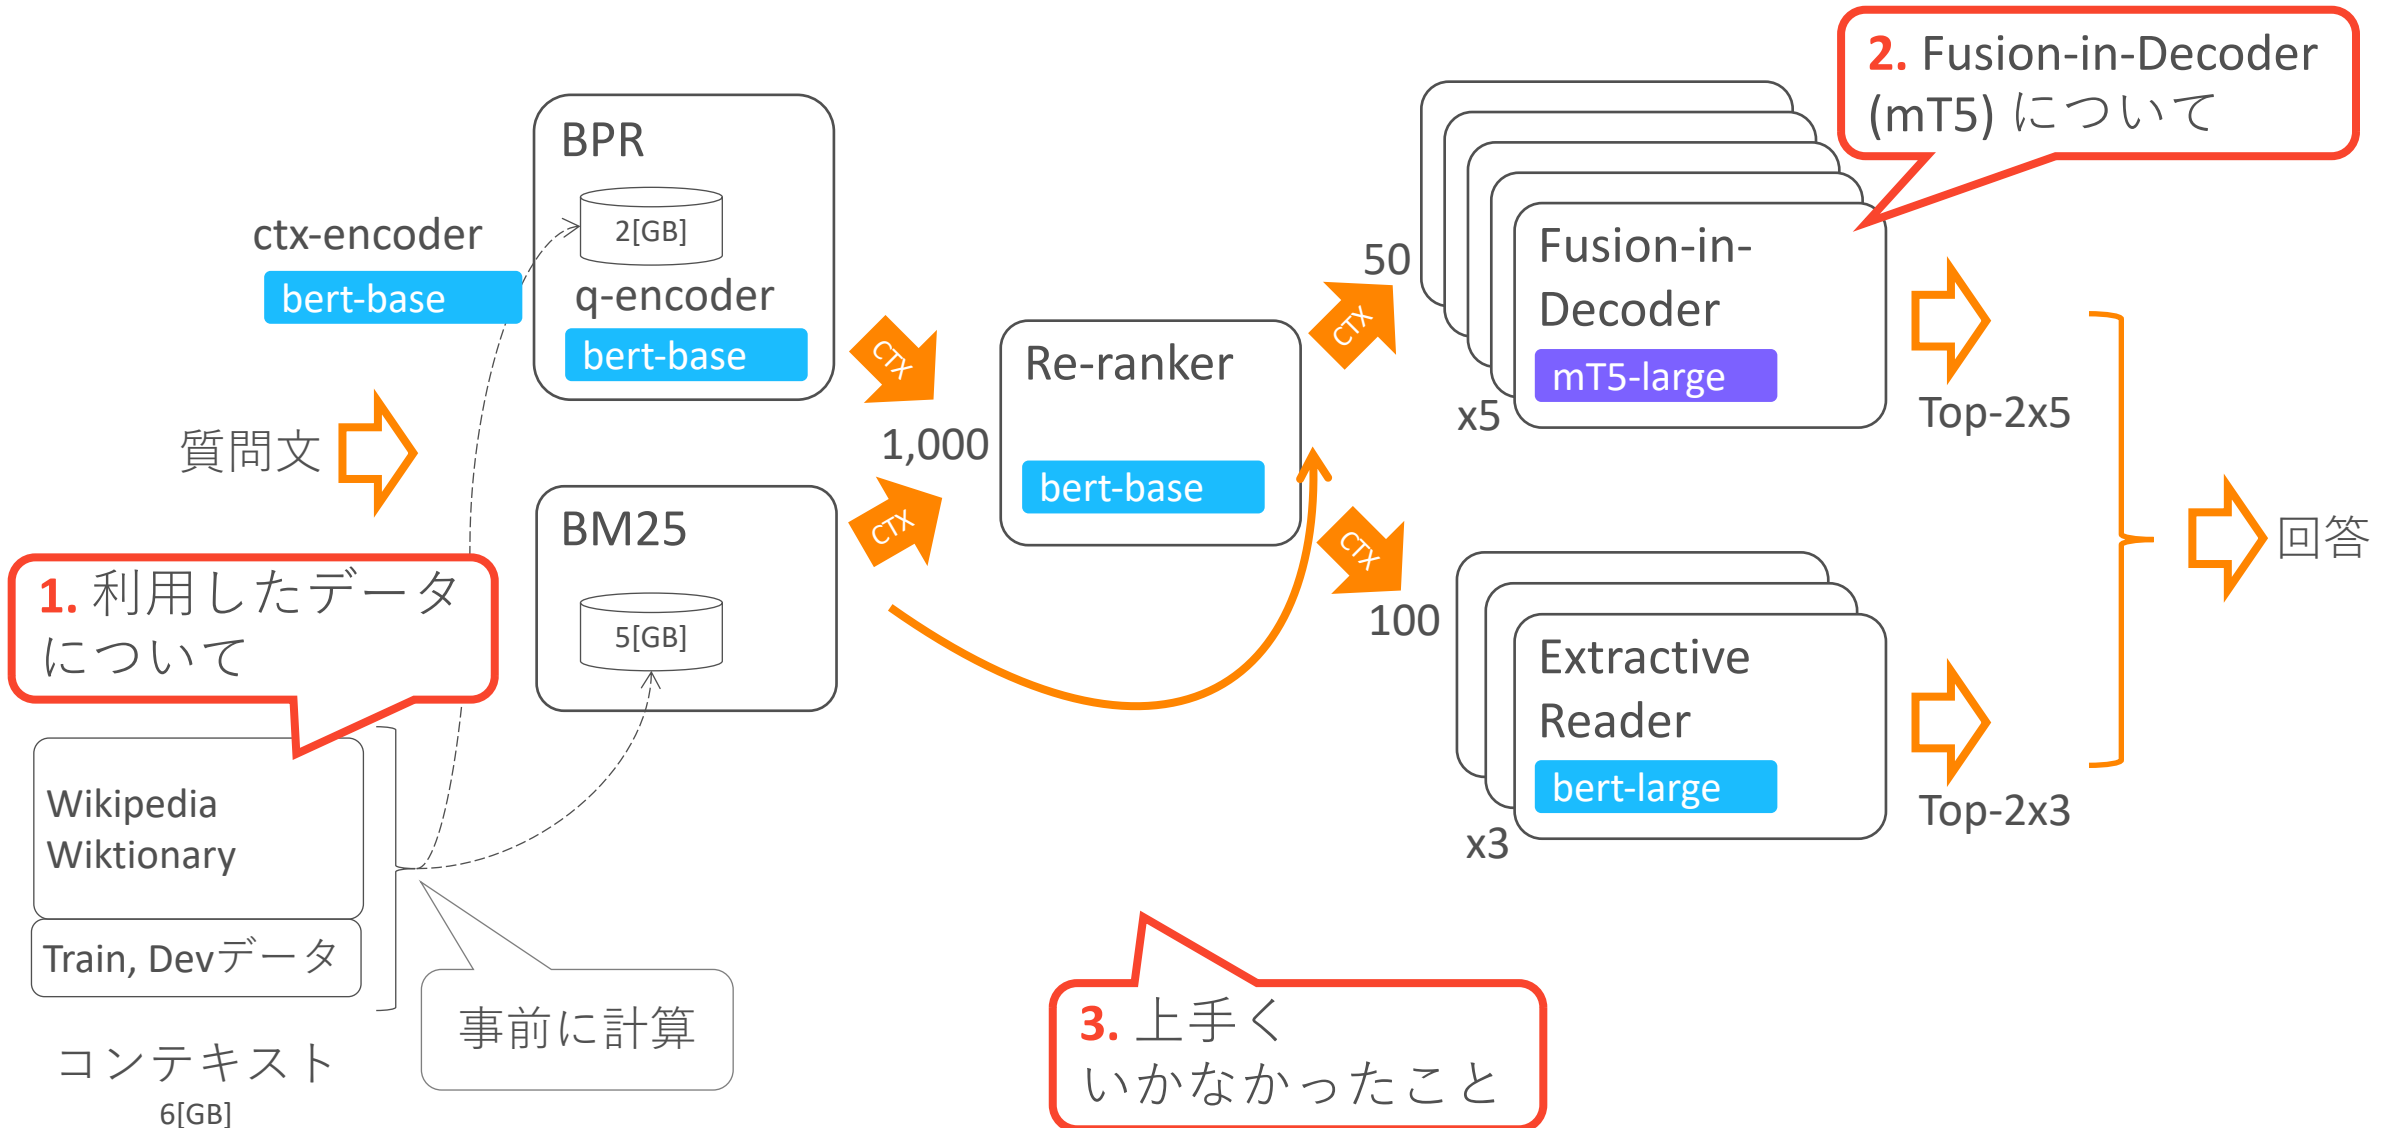 2. Fusion-in-Decoder
(mT5) について
BPR
2[GB]
ctx-encoder
bert-base
q-encoder
bert-base
質問文
CTX
1,000
BM25
5[GB]
CTX
Re-ranker
bert-base
CTX
50
Fusion-in-
Decoder
mT5-large
x5
Top-2x5
CTX
100
Extractive
Reader
bert-large
x3
Top-2x3
回答
1. 利用したデータ
について
Wikipedia
Wiktionary
Train, Devデータ
コンテキスト
6[GB]
事前に計算
3. 上手く
いかなかったこと